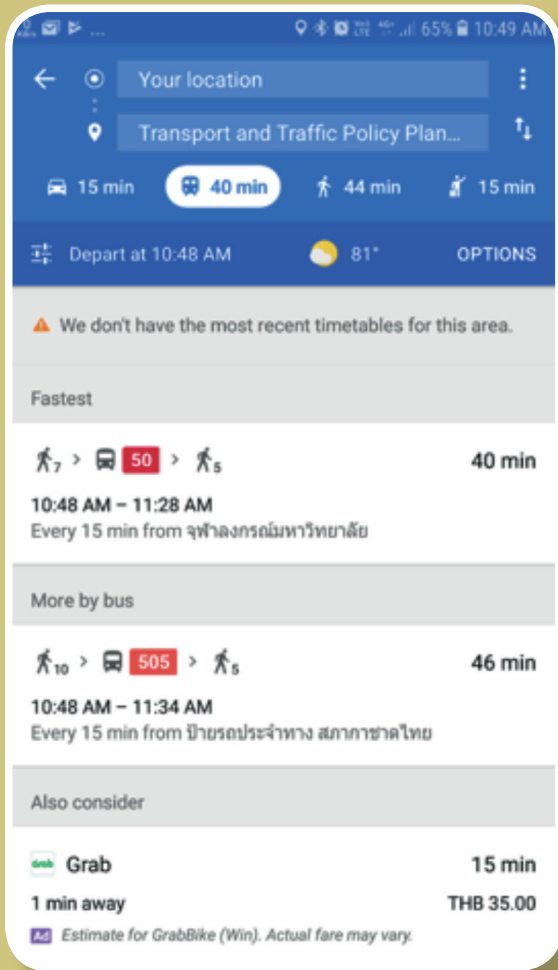 65% 10:49 AM
Your location
Transport and Traffic Policy Plan...
15 min 40 min 44 min 15 min
Depart at 10:48 AM 81° OPTIONS
We don't have the most recent timetables for this area.
Fastest
7 > 50 > 5 40 min
10:48 AM – 11:28 AM
Every 15 min from จุฬาลงกรณ์มหาวิทยาลัย
More by bus
10 > 505 > 5 46 min
10:48 AM – 11:34 AM
Every 15 min from ป้ายรถประจำทาง สภากาชาดไทย
Also consider
Grab Grab 15 min
1 min away THB 35.00
Ad Estimate for GrabBike (Win). Actual fare may vary.